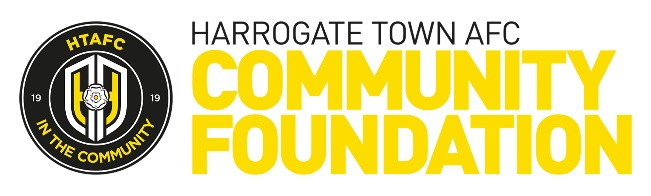 HTAFC
19 19
IN THE COMMUNITY
HARROGATE TOWN AFC
COMMUNITY
FOUNDATION